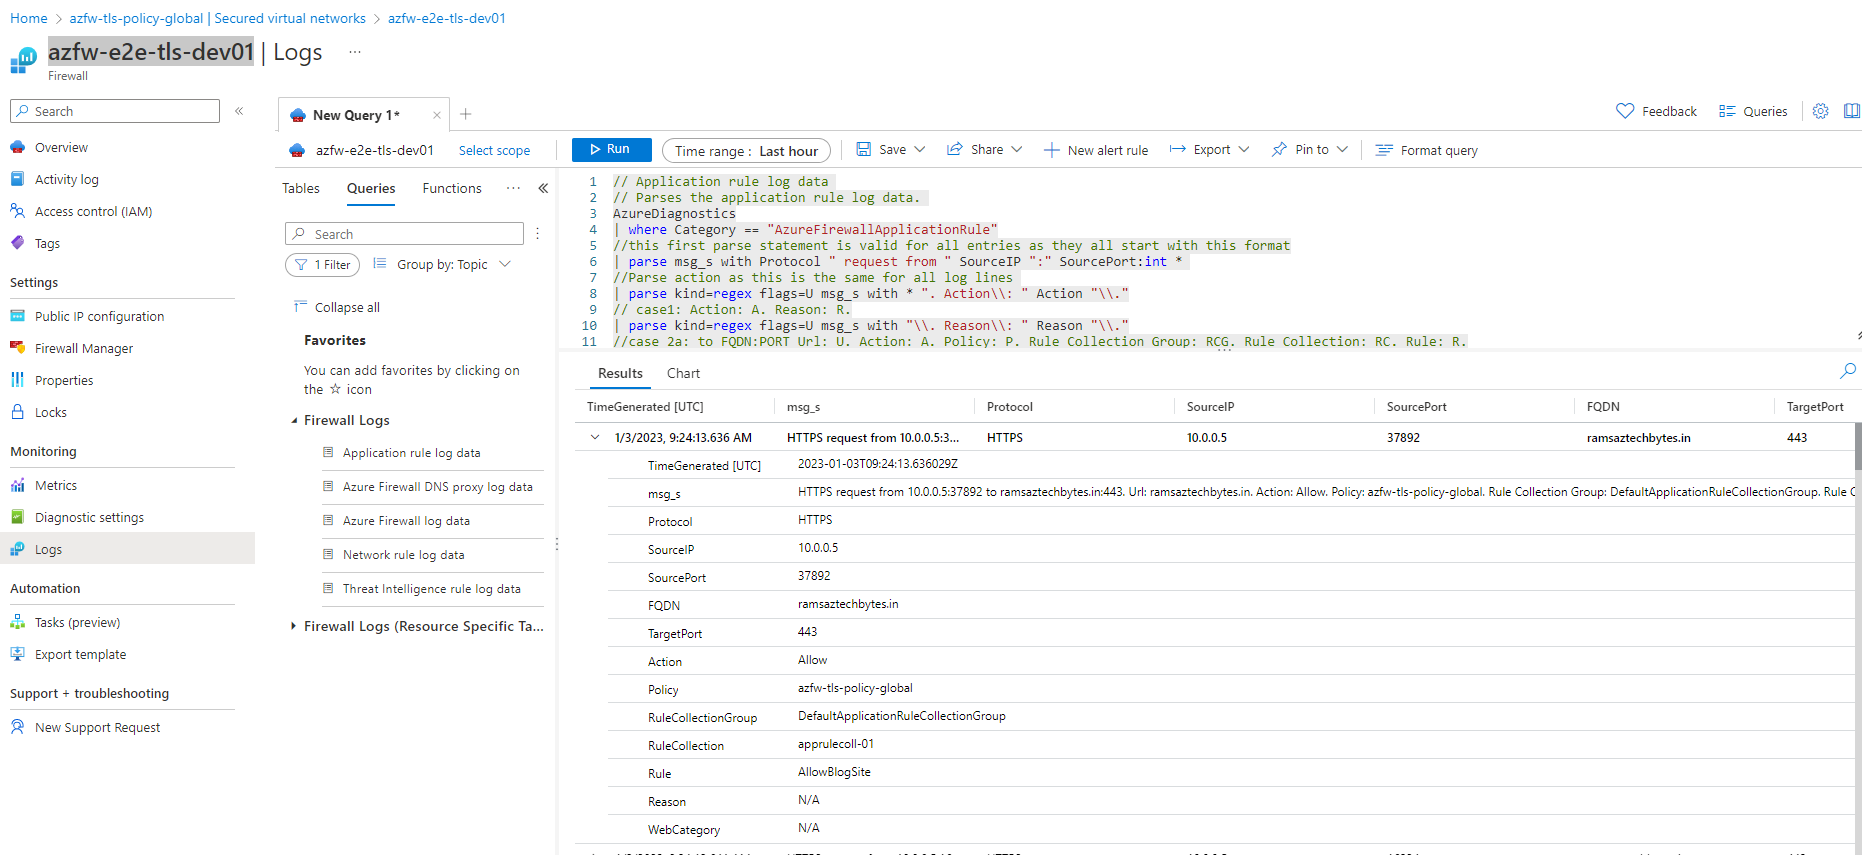 Home > azfw-tls-policy-global | Secured virtual networks > azfw-e2e-tls-dev01
azfw-e2e-tls-dev01 | Logs ...
Firewall
Search
Overview
Activity log
Access control (IAM)
Tags
Settings
Public IP configuration
Firewall Manager
Properties
Locks
Monitoring
Metrics
Diagnostic settings
Logs
Automation
Tasks (preview)
Export template
Support + troubleshooting
New Support Request
New Query 1*
Feedback Queries
azfw-e2e-tls-dev01 Select scope
Run Time range : Last hour Save Share New alert rule Export Pin to Format query
Tables Queries Functions ...
Search
1 Filter Group by: Topic
Collapse all
Favorites
You can add favorites by clicking on
the ☆ icon
Firewall Logs
Application rule log data
Azure Firewall DNS proxy log data
Azure Firewall log data
Network rule log data
Threat Intelligence rule log data
Firewall Logs (Resource Specific Ta...
1 // Application rule log data
2 // Parses the application rule log data.
3 AzureDiagnostics
4 | where Category == "AzureFirewallApplicationRule"
5 //this first parse statement is valid for all entries as they all start with this format
6 | parse msg_s with Protocol " request from " SourceIP ":" SourcePort:int *
7 //Parse action as this is the same for all log lines
8 | parse kind=regex flags=U msg_s with * ". Action\\: " Action "\\."
9 // case1: Action: A. Reason: R.
10 | parse kind=regex flags=U msg_s with "\\. Reason\\: " Reason "\\."
11 //case 2a: to FQDN:PORT Url: U. Action: A. Policy: P. Rule Collection Group: RCG. Rule Collection: RC. Rule: R.
Results Chart
TimeGenerated [UTC] msg_s Protocol SourceIP SourcePort FQDN TargetPort
1/3/2023, 9:24:13.636 AM HTTPS request from 10.0.0.5:3... HTTPS 10.0.0.5 37892 ramsaztechbytes.in 443
TimeGenerated [UTC] 2023-01-03T09:24:13.636029Z
msg_s HTTPS request from 10.0.0.5:37892 to ramsaztechbytes.in:443. Url: ramsaztechbytes.in. Action: Allow. Policy: azfw-tls-policy-global. Rule Collection Group: DefaultApplicationRuleCollectionGroup. Rule C
Protocol HTTPS
SourceIP 10.0.0.5
SourcePort 37892
FQDN ramsaztechbytes.in
TargetPort 443
Action Allow
Policy azfw-tls-policy-global
RuleCollectionGroup DefaultApplicationRuleCollectionGroup
RuleCollection apprulecoll-01
Rule AllowBlogSite
Reason N/A
WebCategory N/A